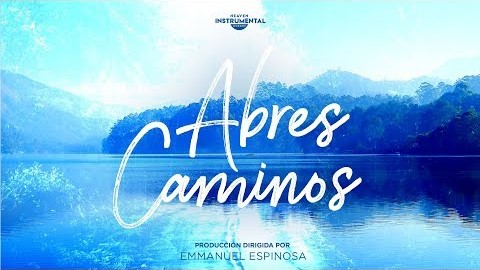 HEAVEN
INSTRUMENTAL
Abres
Caminos
PRODUCCIÓN DIRIGIDA POR
EMMANUEL ESPINOSA